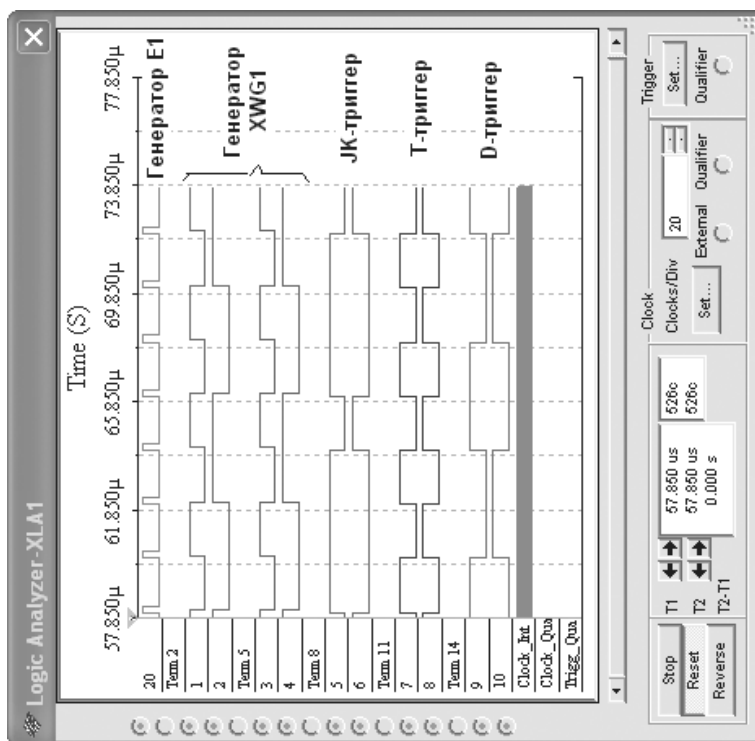 Logic Analyzer-XLA1
Time (S)
57.850µ 61.850µ 65.850µ 69.850µ 73.850µ 77.850µ
20
Term 2
1
2
Term 5
3
4
Term 8
5
6
Term 11
7
8
Term 14
9
10
Clock_Int
Clock_Qua
Trigg_Qua
Генератор E1
Генератор
XWG1
JK-триггер
T-триггер
D-триггер
Stop
Reset
Reverse
T1 57.850 us 526c
T2 57.850 us 526c
T2-T1 0.000 s
Clock
Clocks/Div 20
Set...
External
Qualifier
Trigger
Set...
Qualifier